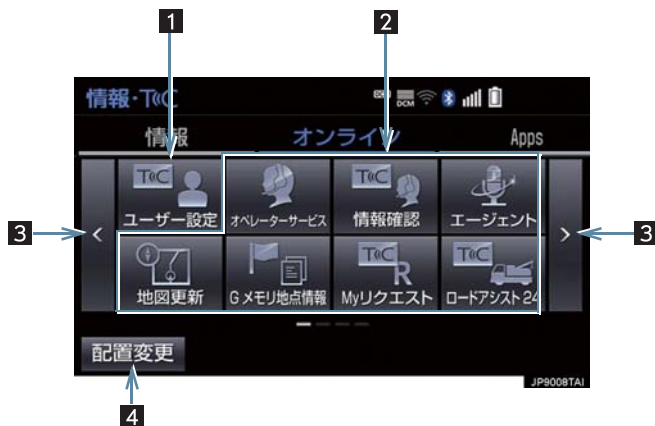 1 2
情報・T((C
DCM
情報 オンライン Apps
T((C T((C
ユーザー設定 オペレーターサービス 情報確認 エージェント
3 < > 3
T((C T((C
R
地図更新 G メモリ地点情報 Myリクエスト ロードアシスト24
配置変更
JP9008TAI
4